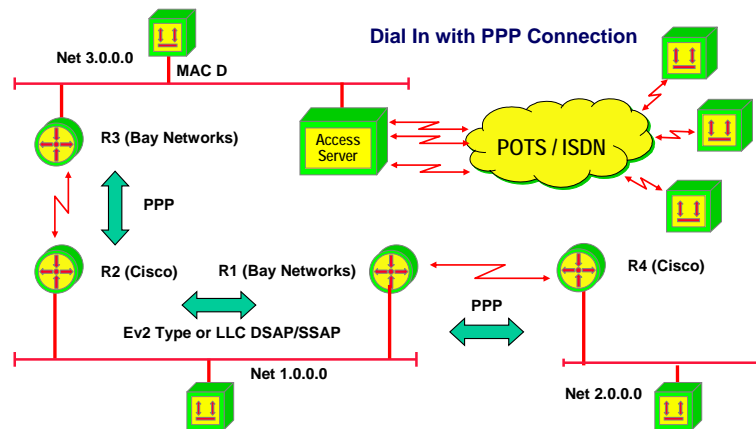 Dial In with PPP Connection
Net 3.0.0.0
MAC D
R3 (Bay Networks)
Access
Server
POTS / ISDN
PPP
R2 (Cisco)
R1 (Bay Networks)
R4 (Cisco)
PPP
Ev2 Type or LLC DSAP/SSAP
Net 1.0.0.0
Net 2.0.0.0